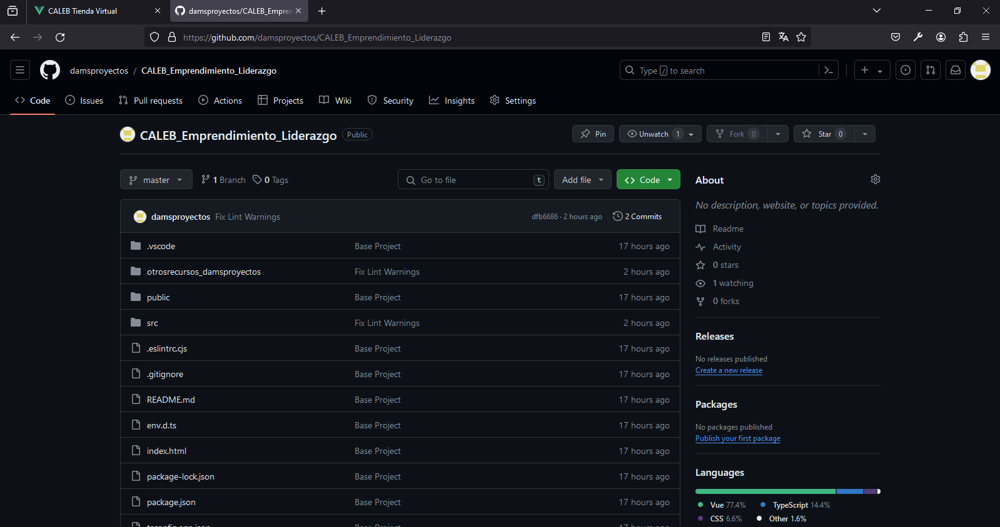 CALEB Tienda Virtual
damsproyectos/CALEB_Empren
https://github.com/damsproyectos/CALEB_Emprendimiento_Liderazgo
damsproyectos / CALEB_Emprendimiento_Liderazgo
Type / to search
Code Issues Pull requests Actions Projects Wiki Security Insights Settings
CALEB_Emprendimiento_Liderazgo Public
Pin Unwatch 1 Fork 0 Star 0
master 1 Branch 0 Tags Go to file t Add file Code
damsproyectos Fix Lint Warnings dfb6686 · 2 hours ago 2 Commits
.vscode Base Project 17 hours ago
otrosrecursos_damsproyectos Fix Lint Warnings 2 hours ago
public Base Project 17 hours ago
src Fix Lint Warnings 2 hours ago
.eslintrc.cjs Base Project 17 hours ago
.gitignore Base Project 17 hours ago
README.md Base Project 17 hours ago
env.d.ts Base Project 17 hours ago
index.html Base Project 17 hours ago
package-lock.json Base Project 17 hours ago
package.json Base Project 17 hours ago
tsconfig.app.json Base Project 17 hours ago
About
No description, website, or topics provided.
Readme
Activity
0 stars
1 watching
0 forks
Releases
No releases published
Create a new release
Packages
No packages published
Publish your first package
Languages
Vue 77.4% TypeScript 14.4%
CSS 6.6% Other 1.6%